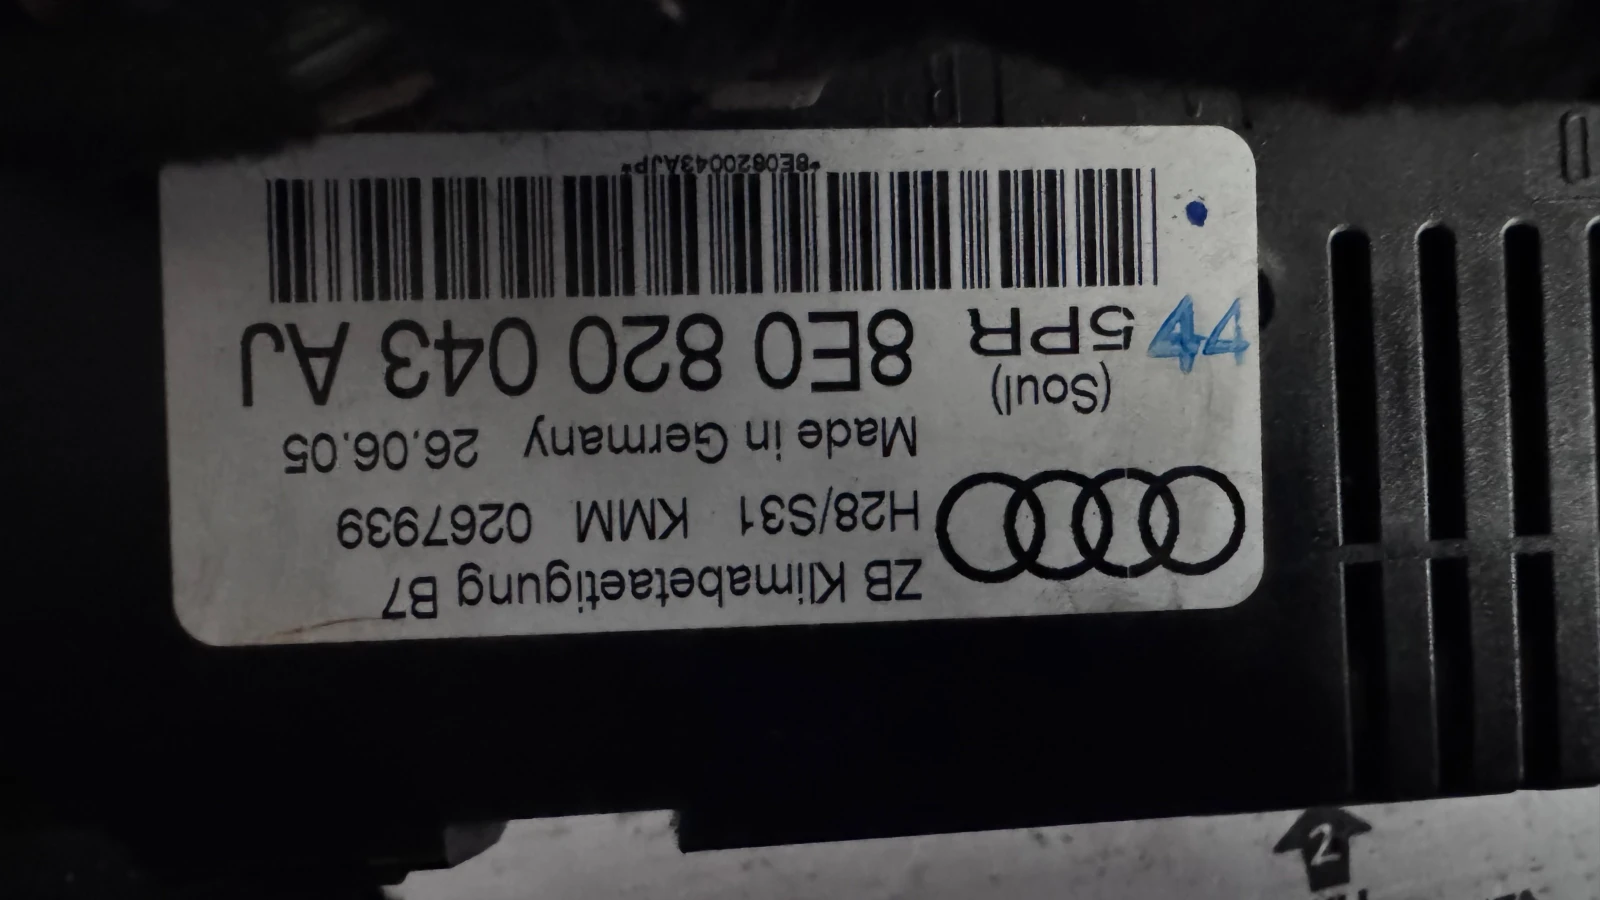 ZB Klimabetaetigung B7
H28/S31 KMM 0267939
Made in Germany 26.06.05
(Soul)
5PR 8E0 820 043 AJ
*8E0820043AJP*
44
2